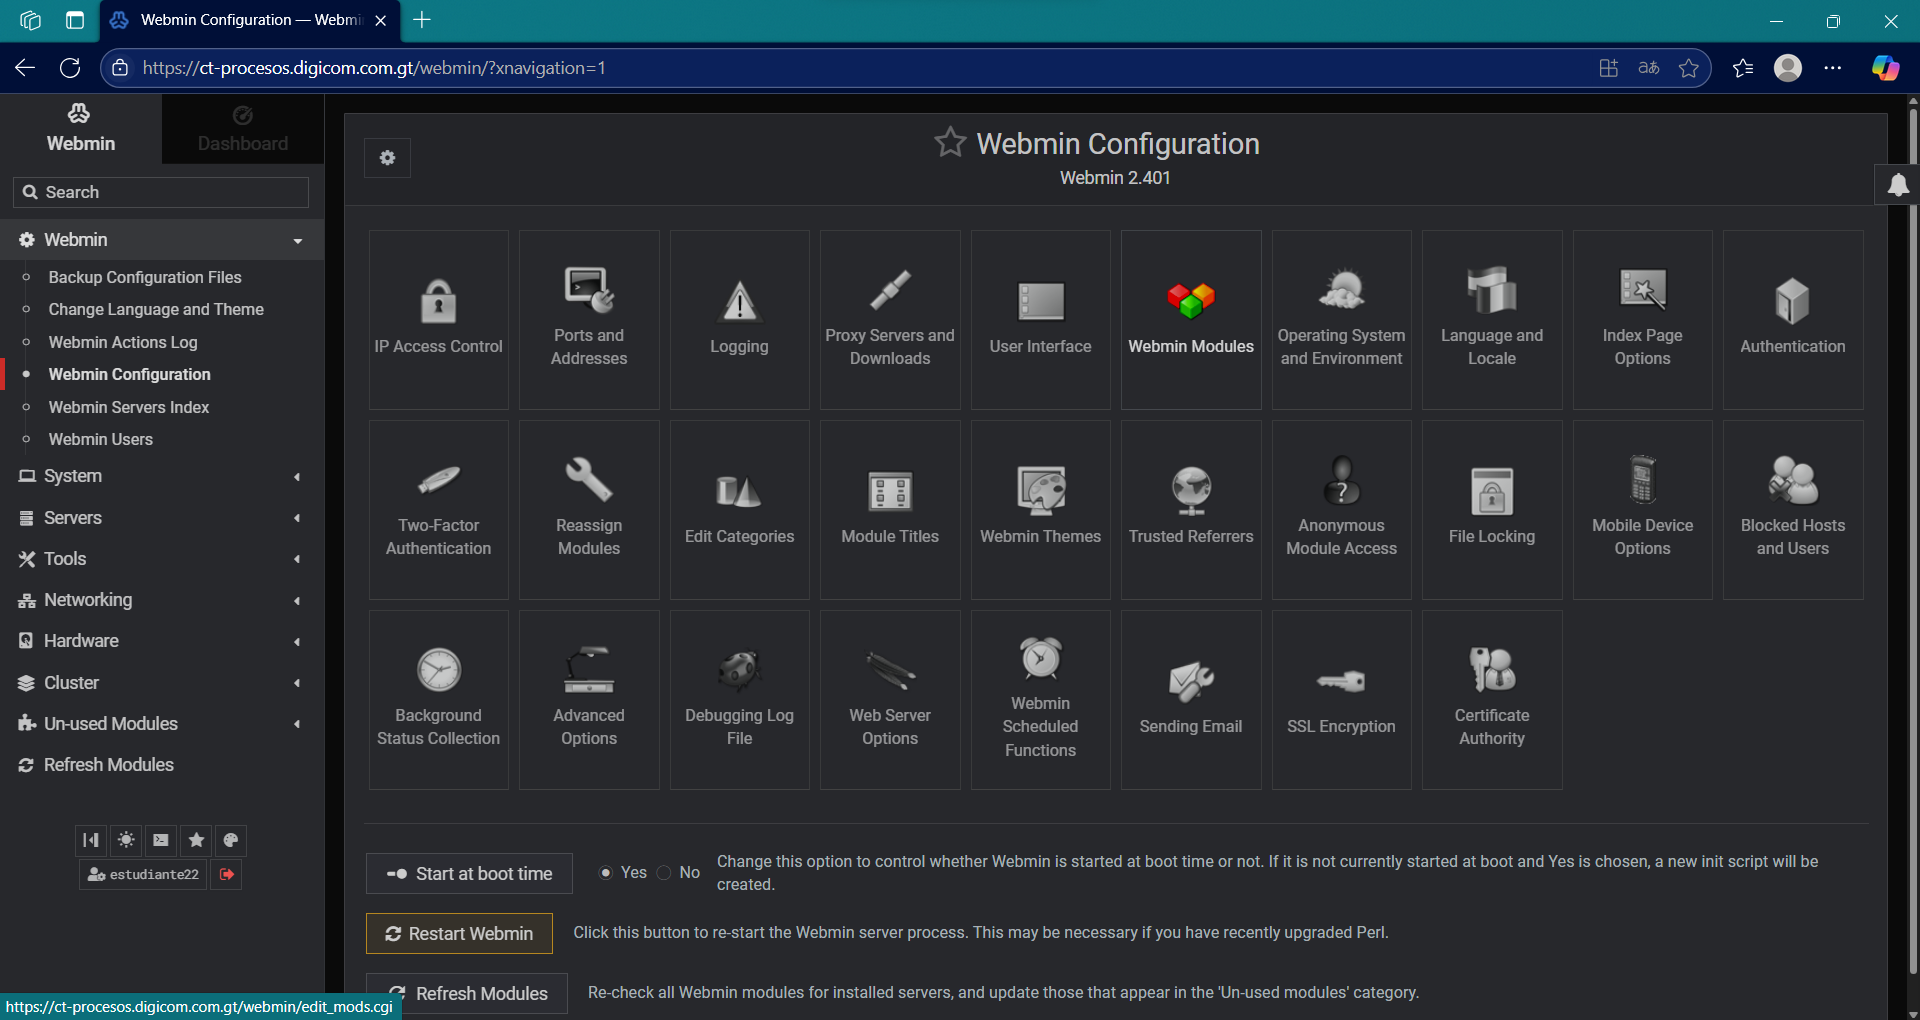 Webmin Configuration — Webmi
https://ct-procesos.digicom.com.gt/webmin/?xnavigation=1
aあ
Webmin
Dashboard
Search
Webmin
Backup Configuration Files
Change Language and Theme
Webmin Actions Log
Webmin Configuration
Webmin Servers Index
Webmin Users
System
Servers
Tools
Networking
Hardware
Cluster
Un-used Modules
Refresh Modules
estudiante22
https://ct-procesos.digicom.com.gt/webmin/edit_mods.cgi
Webmin Configuration
Webmin 2.401
IP Access Control
Ports and
Addresses
Logging
Proxy Servers and
Downloads
User Interface
Webmin Modules
Operating System
and Environment
Language and
Locale
Index Page
Options
Authentication
Two-Factor
Authentication
Reassign
Modules
Edit Categories
Module Titles
Webmin Themes
Trusted Referrers
Anonymous
Module Access
File Locking
Mobile Device
Options
Blocked Hosts
and Users
Background
Status Collection
Advanced
Options
Debugging Log
File
Web Server
Options
Webmin
Scheduled
Functions
Sending Email
SSL Encryption
Certificate
Authority
Start at boot time
Yes No
Change this option to control whether Webmin is started at boot time or not. If it is not currently started at boot and Yes is chosen, a new init script will be
created.
Restart Webmin
Click this button to re-start the Webmin server process. This may be necessary if you have recently upgraded Perl.
Refresh Modules
Re-check all Webmin modules for installed servers, and update those that appear in the 'Un-used modules' category.